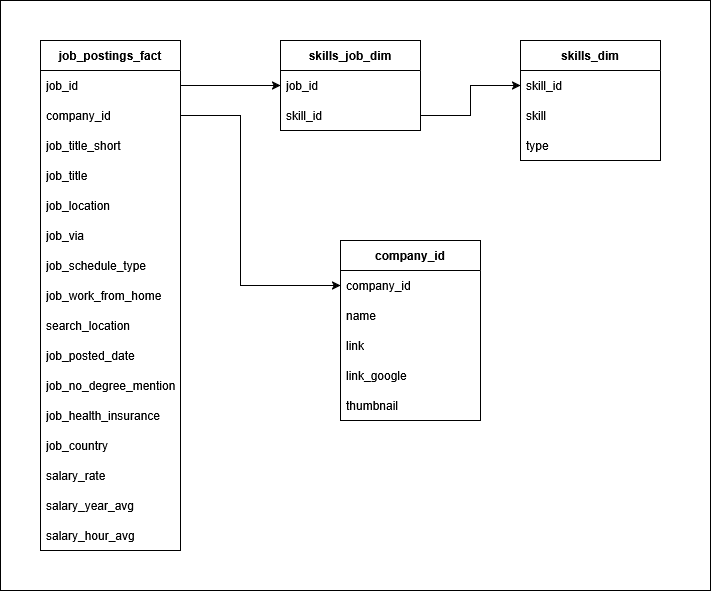 job_postings_fact
job_id
company_id
job_title_short
job_title
job_location
job_via
job_schedule_type
job_work_from_home
search_location
job_posted_date
job_no_degree_mention
job_health_insurance
job_country
salary_rate
salary_year_avg
salary_hour_avg
skills_job_dim
job_id
skill_id
skills_dim
skill_id
skill
type
company_id
company_id
name
link
link_google
thumbnail